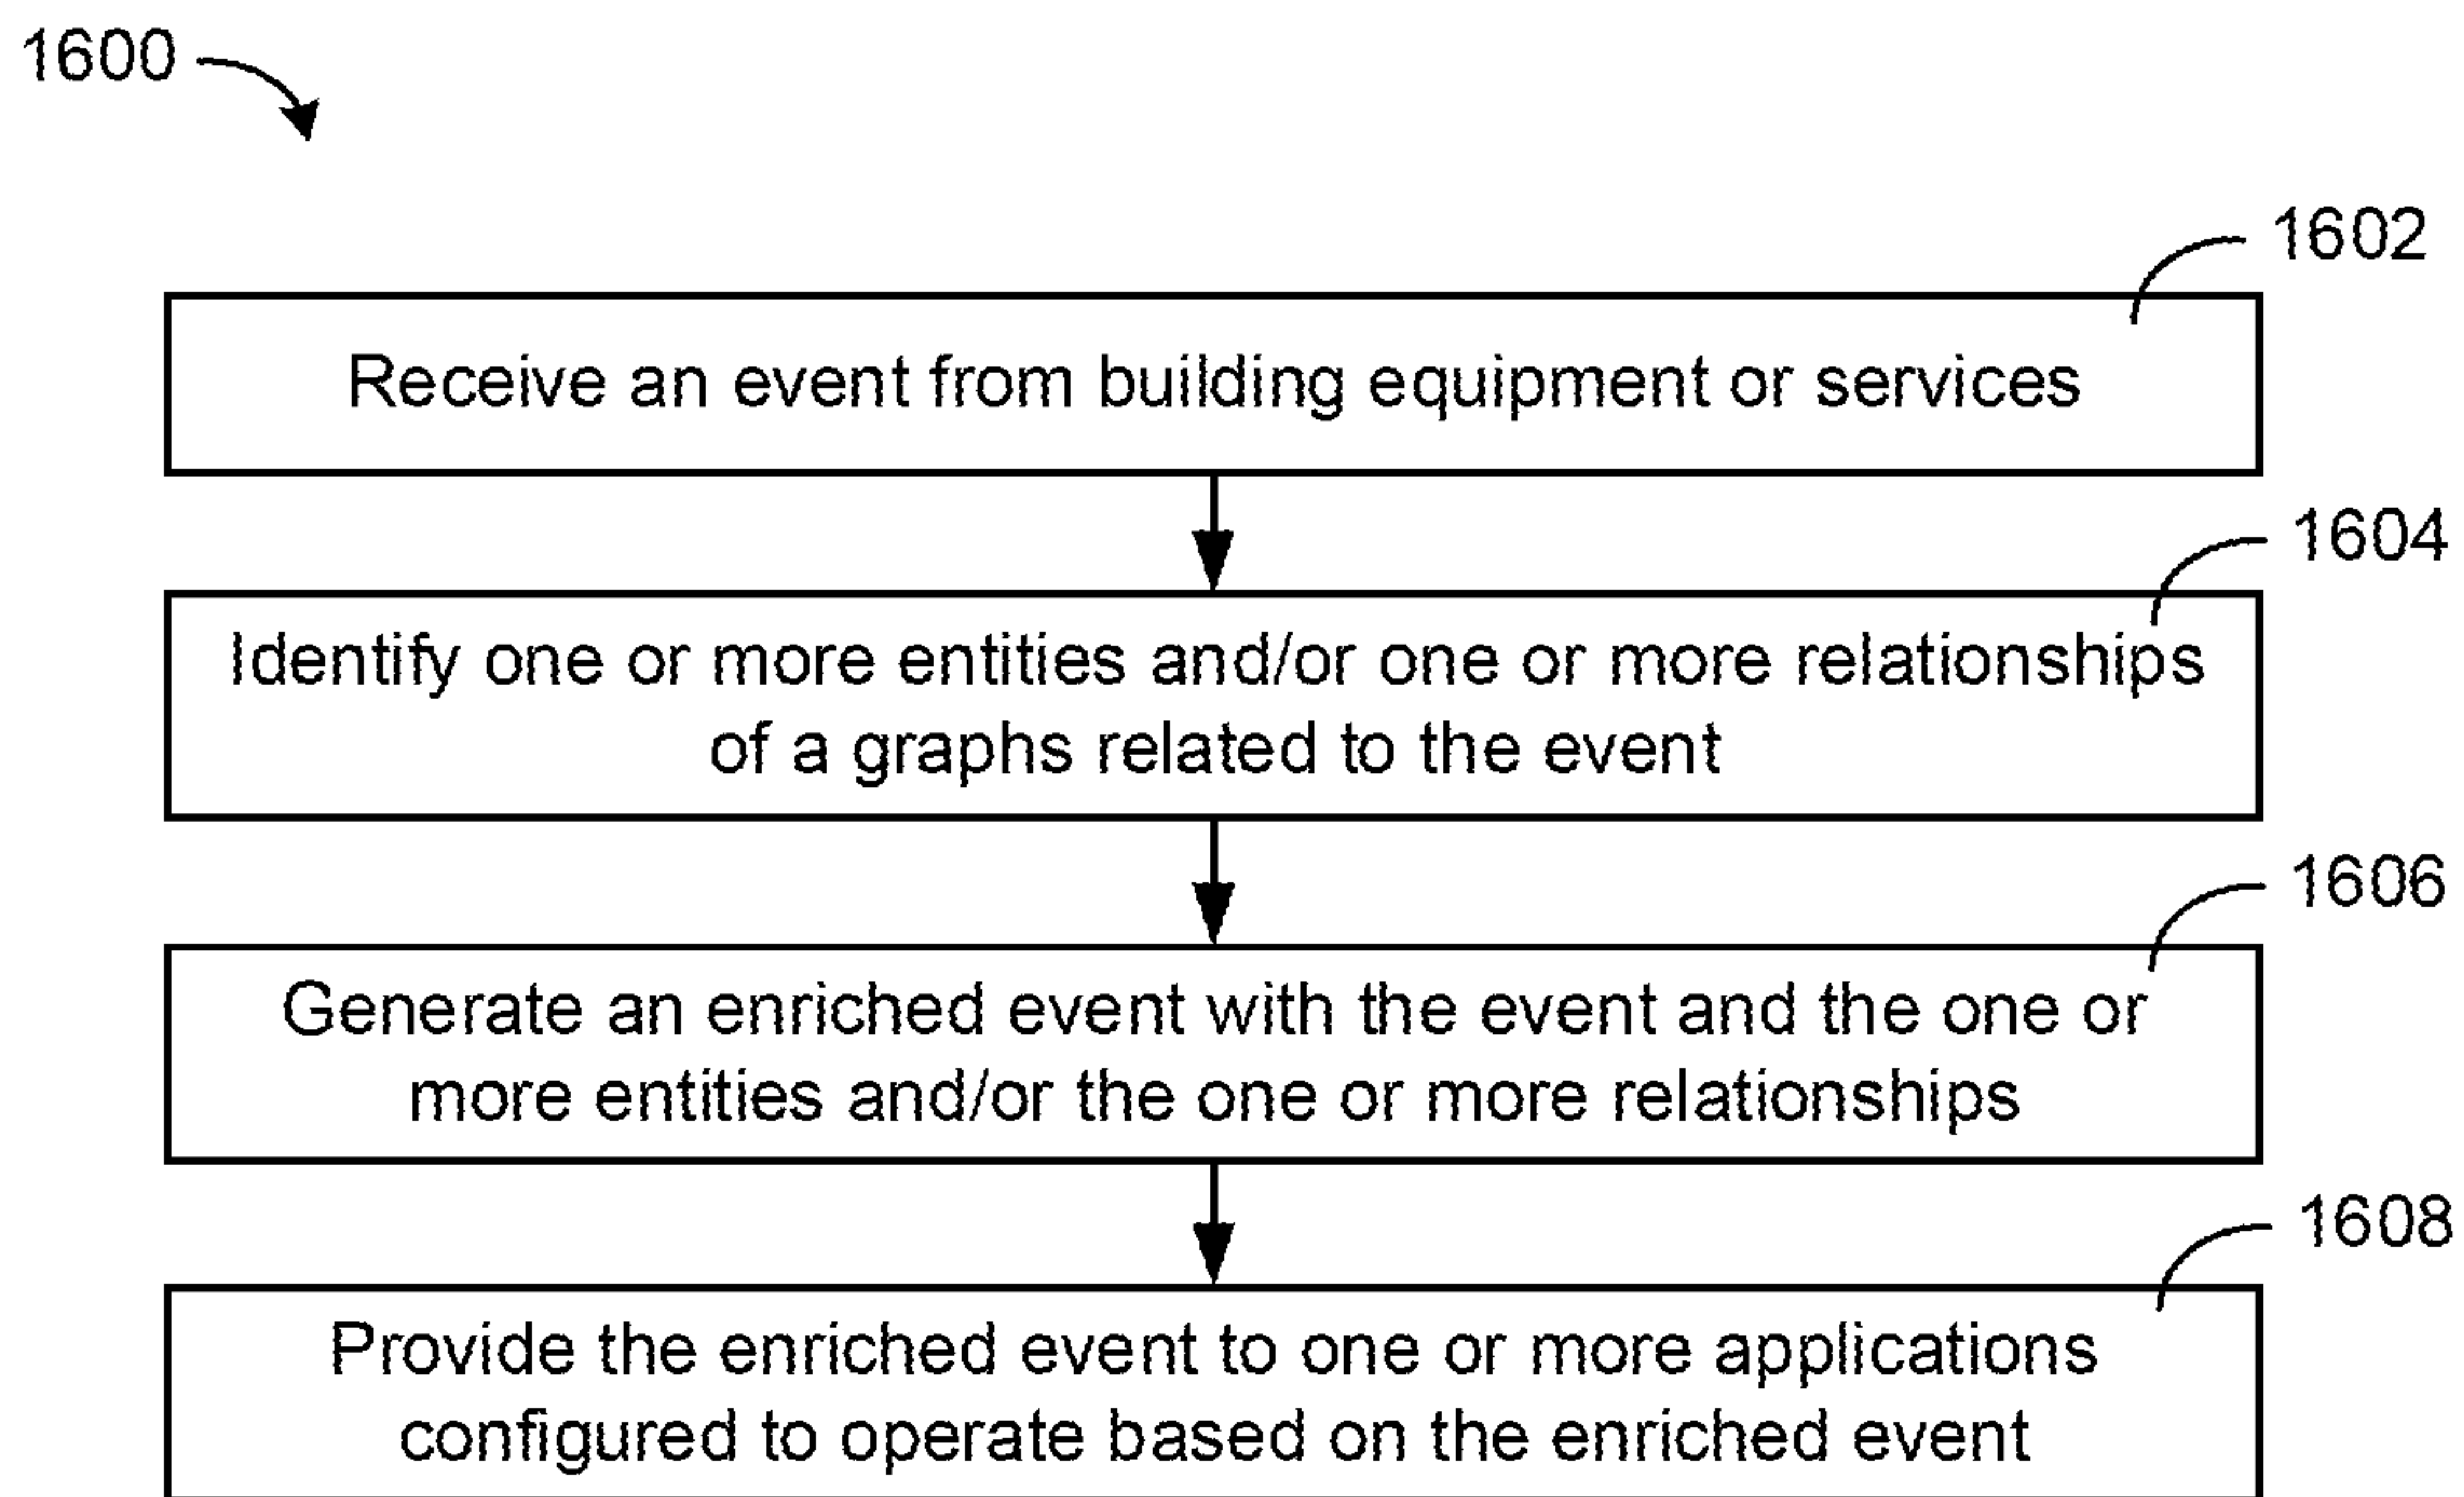 1600
1602
Receive an event from building equipment or services
1604
Identify one or more entities and/or one or more relationships
of a graphs related to the event
1606
Generate an enriched event with the event and the one or
more entities and/or the one or more relationships
1608
Provide the enriched event to one or more applications
configured to operate based on the enriched event